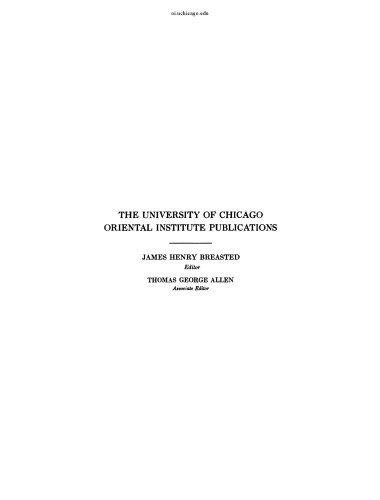 oi.uchicago.edu
THE UNIVERSITY OF CHICAGO
ORIENTAL INSTITUTE PUBLICATIONS
JAMES HENRY BREASTED
Editor
THOMAS GEORGE ALLEN
Associate Editor